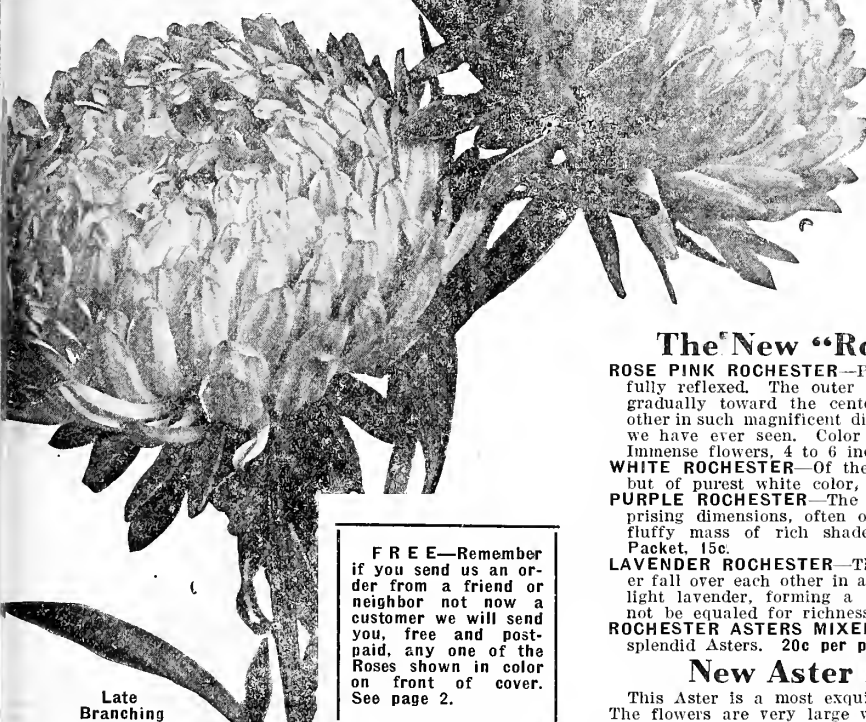 The New “Ro
ROSE PINK ROCHESTER—
fully reflexed. The outer
gradually toward the cent
other in such magnificent di
we have ever seen. Color
Immense flowers, 4 to 6 in
WHITE ROCHESTER—Of the
but of purest white color,
PURPLE ROCHESTER—The
prising dimensions, often o
fluffy mass of rich shad
Packet, 15c.
LAVENDER ROCHESTER—T
er fall over each other in a
light lavender, forming a
not be equaled for richness
ROCHESTER ASTERS MIXE
splendid Asters. 20c per p
New Aster
This Aster is a most exqui
The flowers are very large
FREE—Remember
if you send us an or-
der from a friend or
neighbor not now a
customer we will send
you, free and post-
paid, any one of the
Roses shown in color
on front of cover.
See page 2.
Late
Branching